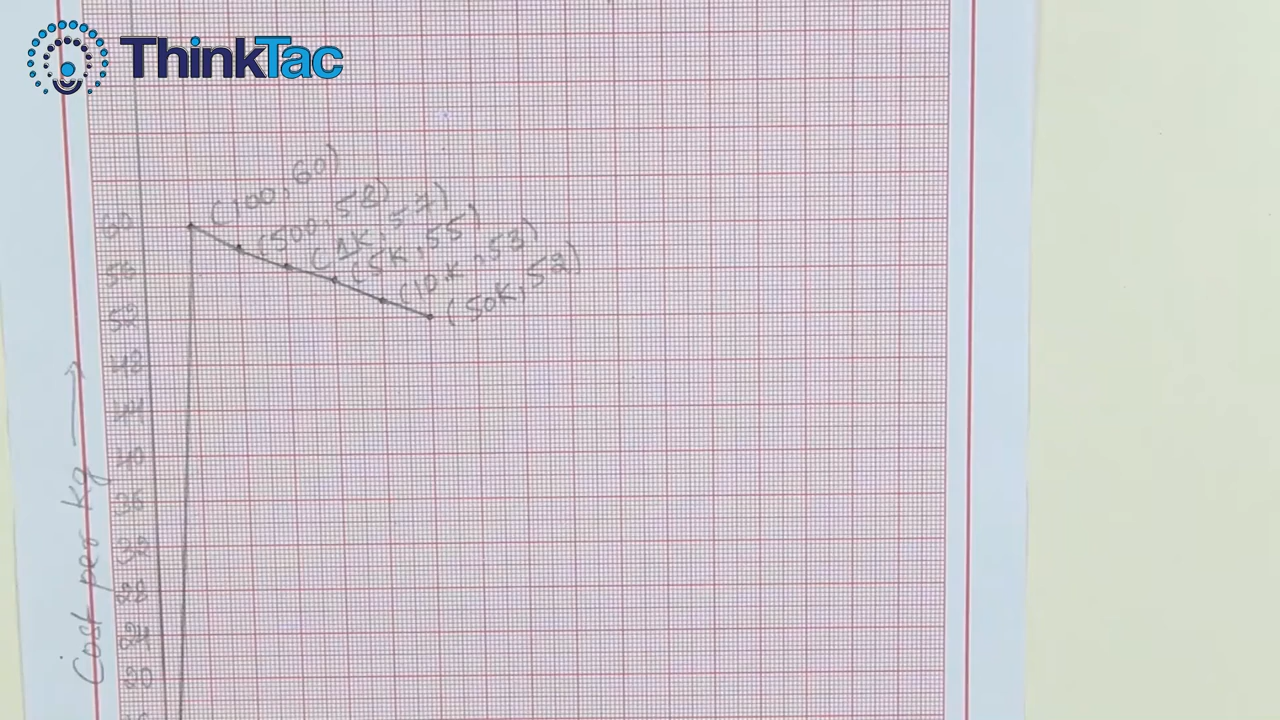 ThinkTac
(100, 60)
(500, 58)
(1K, 57)
(5K, 55)
(10K, 53)
(50K, 52)
60
56
52
48
44
40
36
32
28
24
20
Cost per kg →